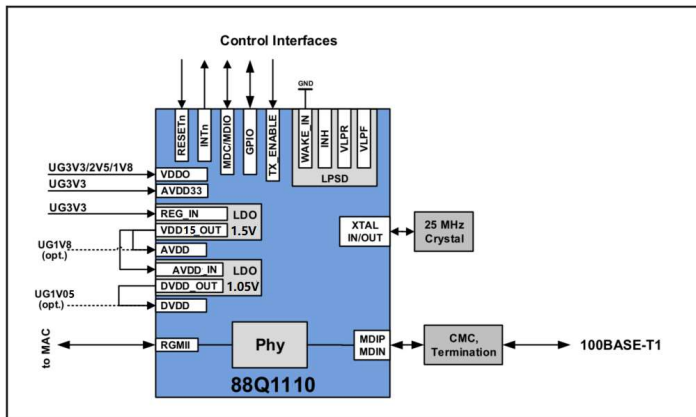 Control Interfaces
GND
RESETn
INTn
MDC/MDIO
GPIO
TX_ENABLE
WAKE_IN
INH
VLPR
VLPF
LPSD
UG3V3/2V5/1V8
VDDO
UG3V3
AVDD33
UG3V3
REG_IN
LDO
VDD15_OUT
1.5V
UG1V8
(opt.)
AVDD
AVDD_IN
LDO
DVDD_OUT
1.05V
UG1V05
(opt.)
DVDD
XTAL
IN/OUT
25 MHz
Crystal
to MAC
RGMII
Phy
MDIP
MDIN
CMC,
Termination
100BASE-T1
88Q1110